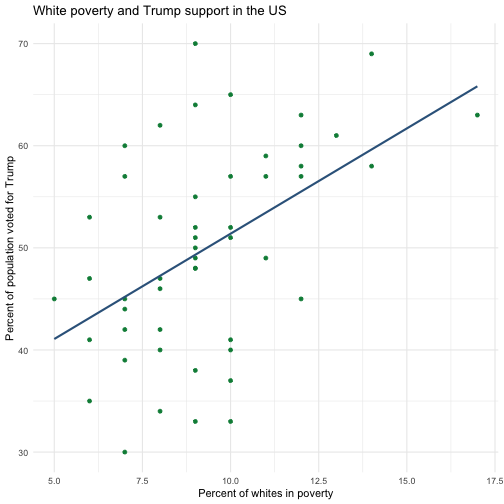 White poverty and Trump support in the US
Percent of population voted for Trump
70
60
50
40
30
5.0 7.5 10.0 12.5 15.0 17.5
Percent of whites in poverty